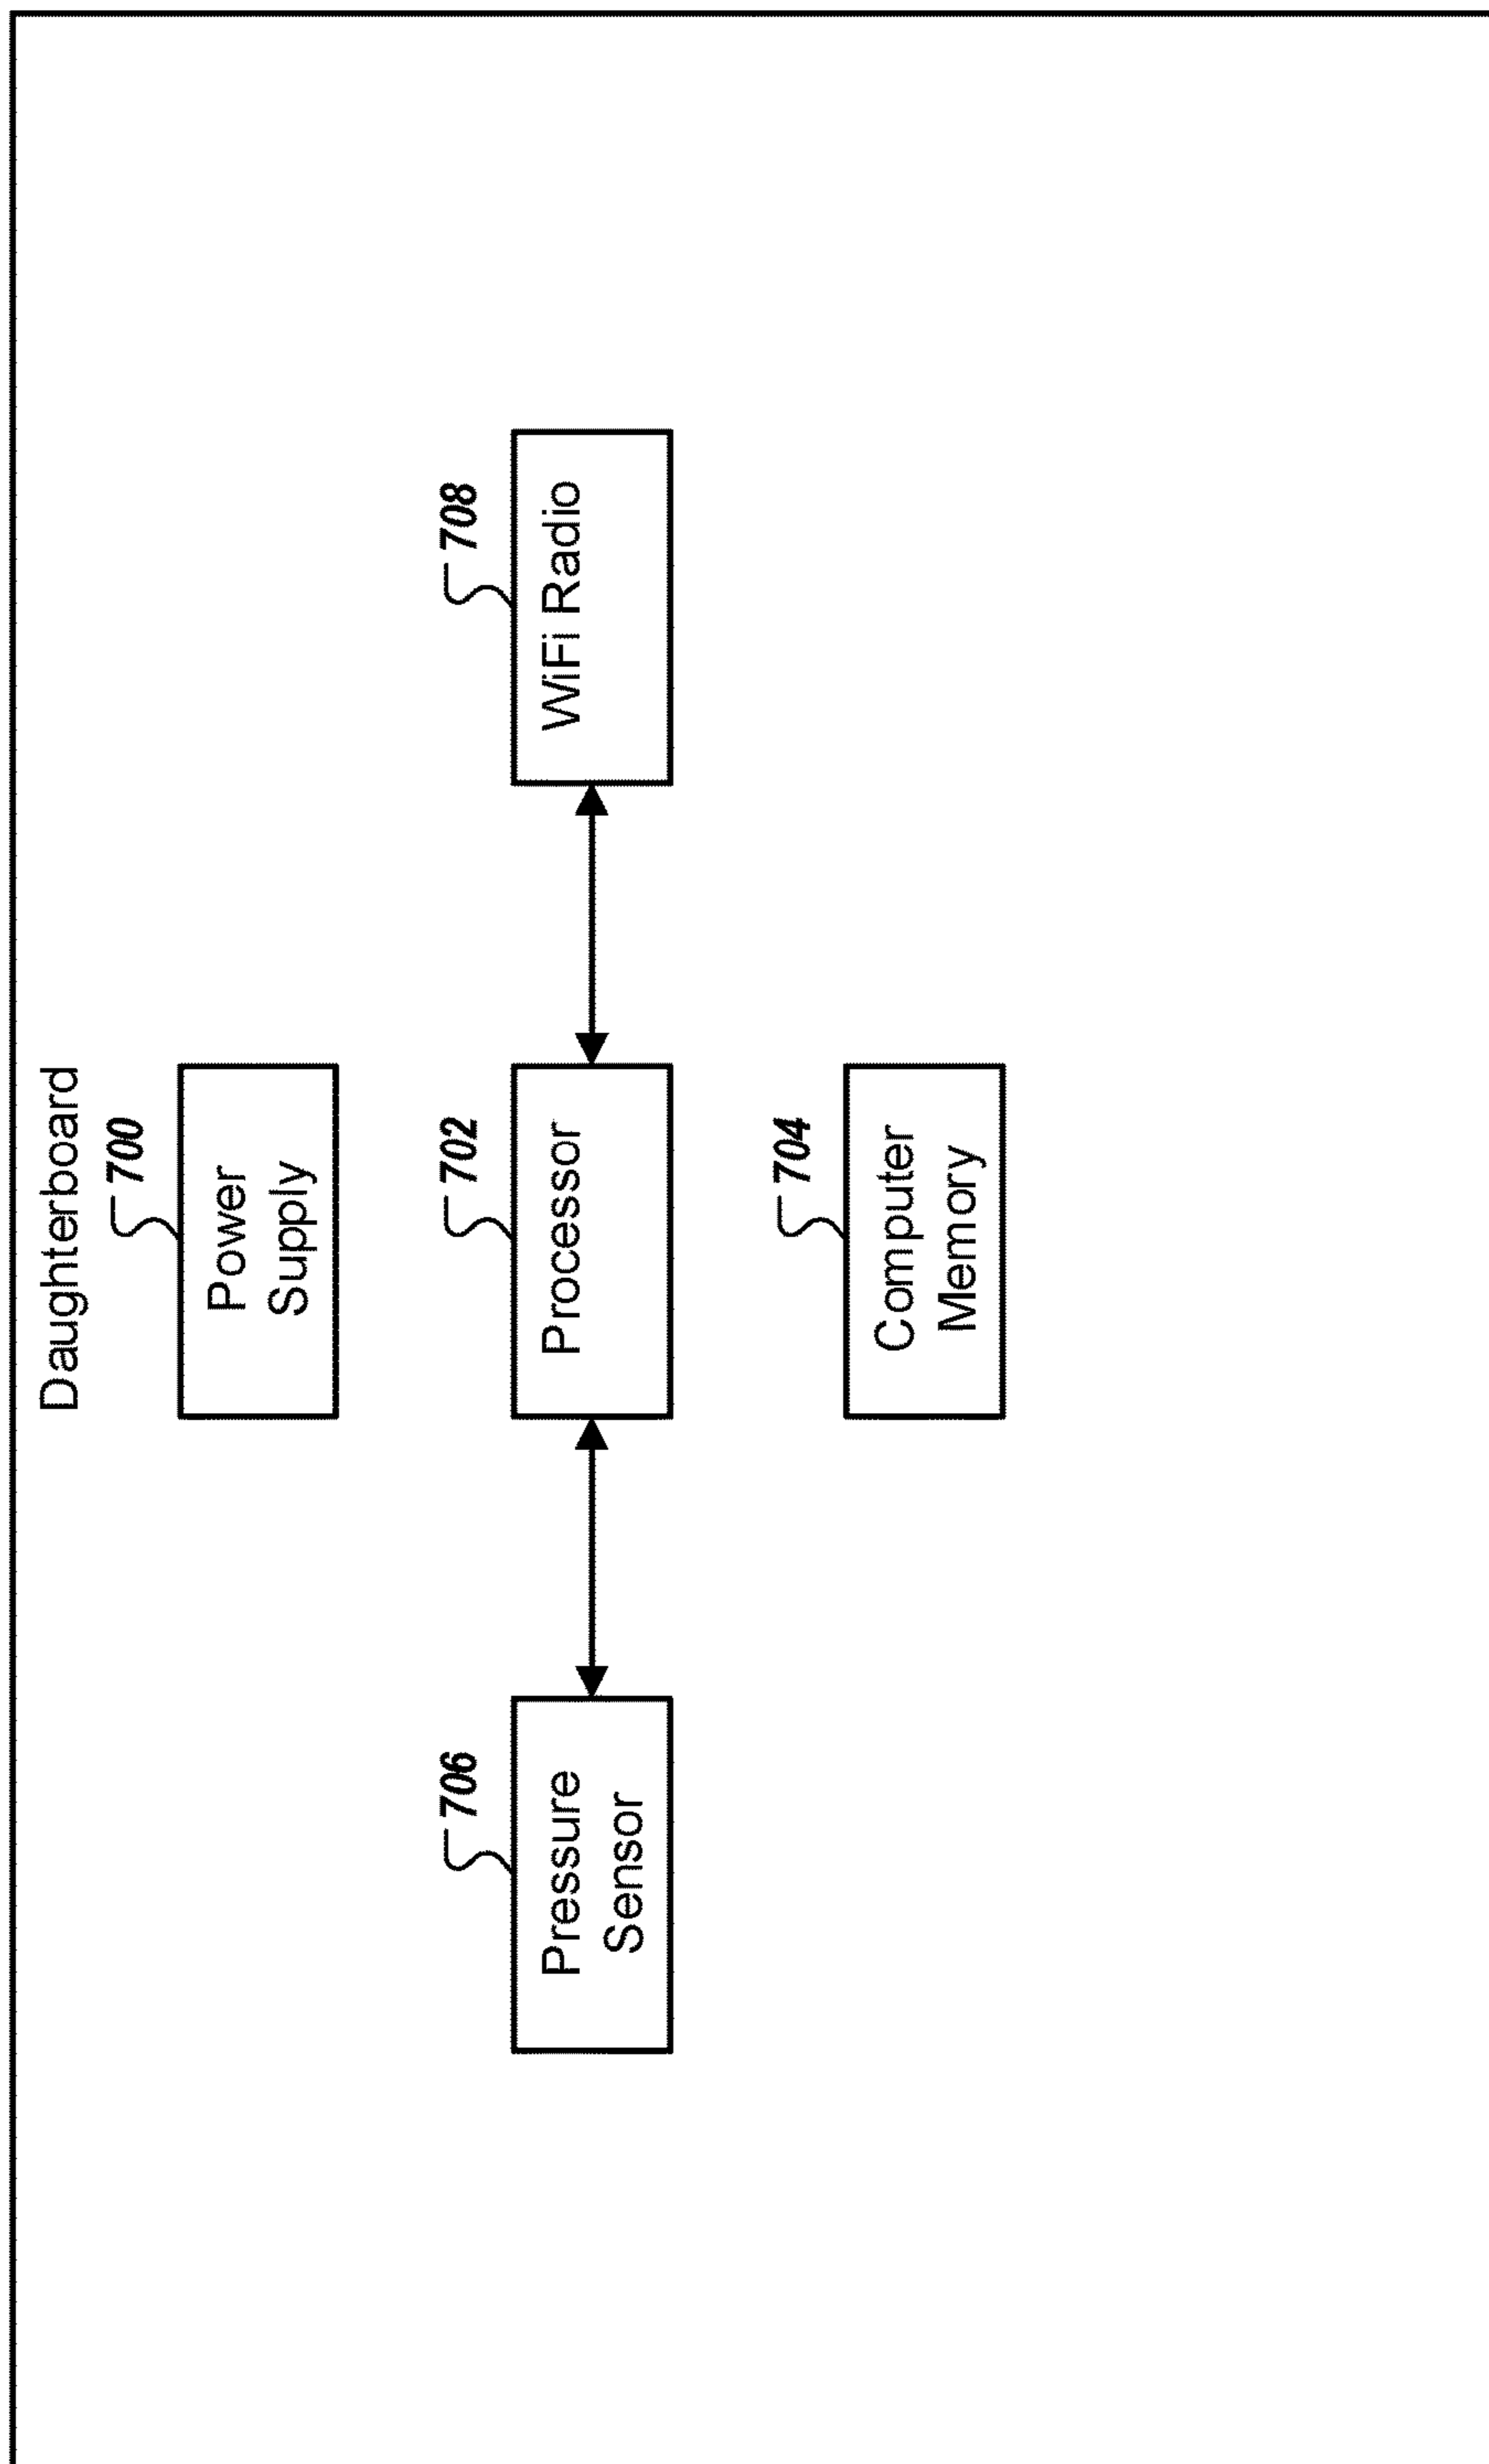 Daughterboard
700
Power
Supply
706
Pressure
Sensor
702
Processor
708
WiFi Radio
704
Computer
Memory